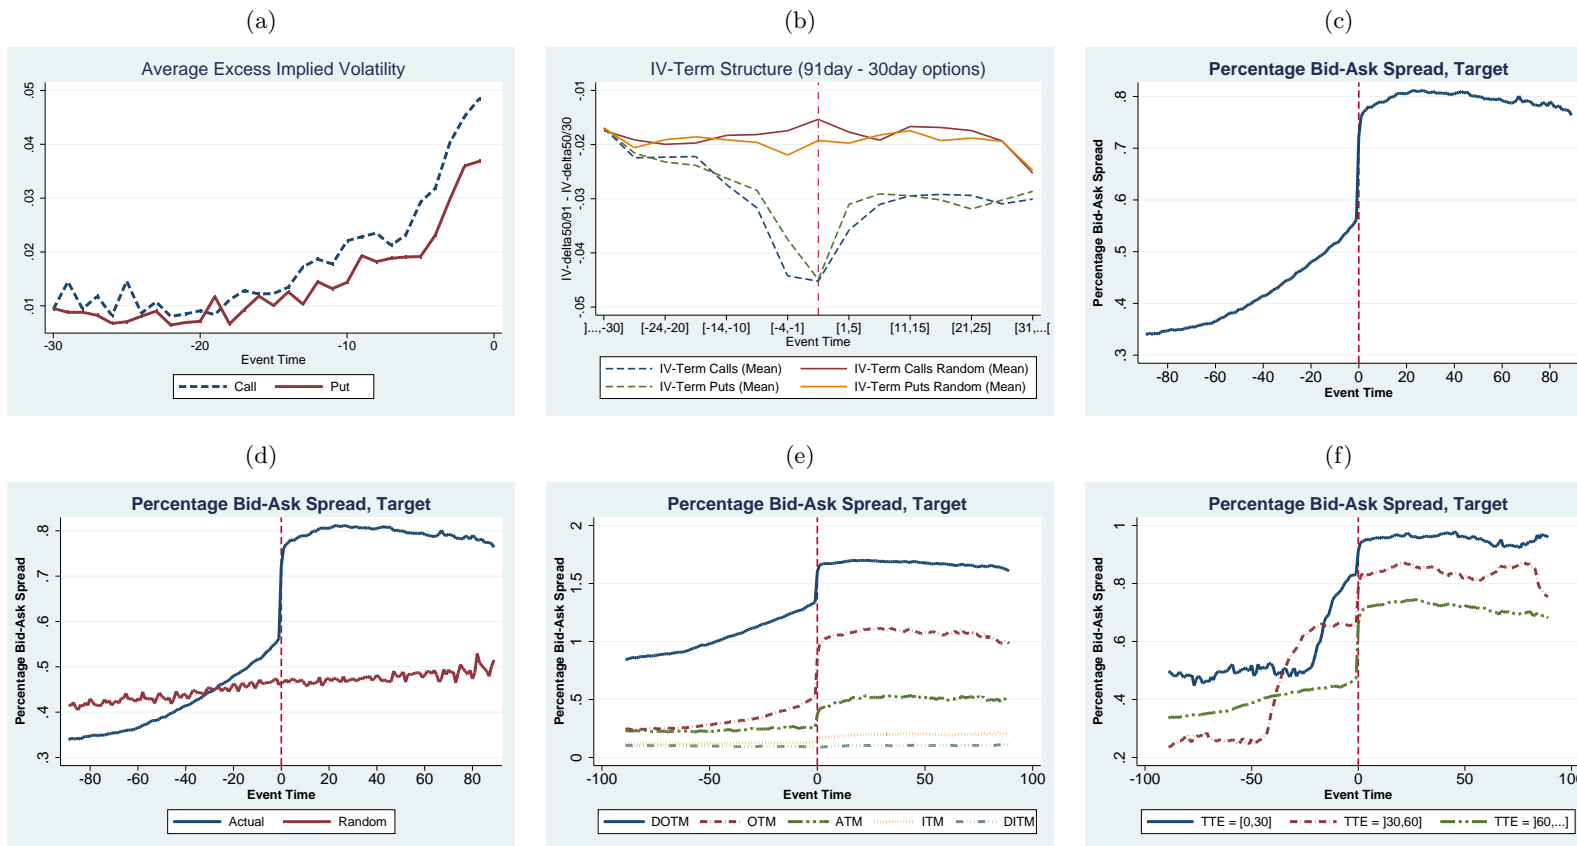 (a)
Average Excess Implied Volatility
.05
.04
.03
.02
.01
-30
-20
-10
0
Event Time
Call
Put
(b)
IV-Term Structure (91day - 30day options)
IV-delta50/91 - IV-delta50/30
-.01
-.02
-.03
-.04
-.05
]...,-30]
[-24,-20]
[-14,-10]
[-4,-1]
[1,5]
[11,15]
[21,25]
[31,...[
Event Time
IV-Term Calls (Mean)
IV-Term Calls Random (Mean)
IV-Term Puts (Mean)
IV-Term Puts Random (Mean)
(c)
Percentage Bid-Ask Spread, Target
Percentage Bid-Ask Spread
.8
.7
.6
.5
.4
.3
-80
-60
-40
-20
0
20
40
60
80
Event Time
(d)
Percentage Bid-Ask Spread, Target
Percentage Bid-Ask Spread
.8
.7
.6
.5
.4
.3
-80
-60
-40
-20
0
20
40
60
80
Event Time
Actual
Random
(e)
Percentage Bid-Ask Spread, Target
Percentage Bid-Ask Spread
2
1.5
1
.5
0
-100
-50
0
50
100
Event Time
DOTM
OTM
ATM
ITM
DITM
(f)
Percentage Bid-Ask Spread, Target
Percentage Bid-Ask Spread
1
.8
.6
.4
.2
-100
-50
0
50
100
Event Time
TTE = [0,30]
TTE = ]30,60]
TTE = ]60,...]